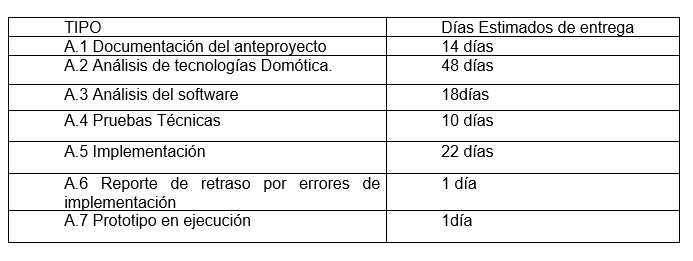 TIPO Días Estimados de entrega
A.1 Documentación del anteproyecto 14 días
A.2 Análisis de tecnologías Domótica. 48 días
A.3 Análisis del software 18días
A.4 Pruebas Técnicas 10 días
A.5 Implementación 22 días
A.6 Reporte de retraso por errores de 1 día
implementación
A.7 Prototipo en ejecución 1día